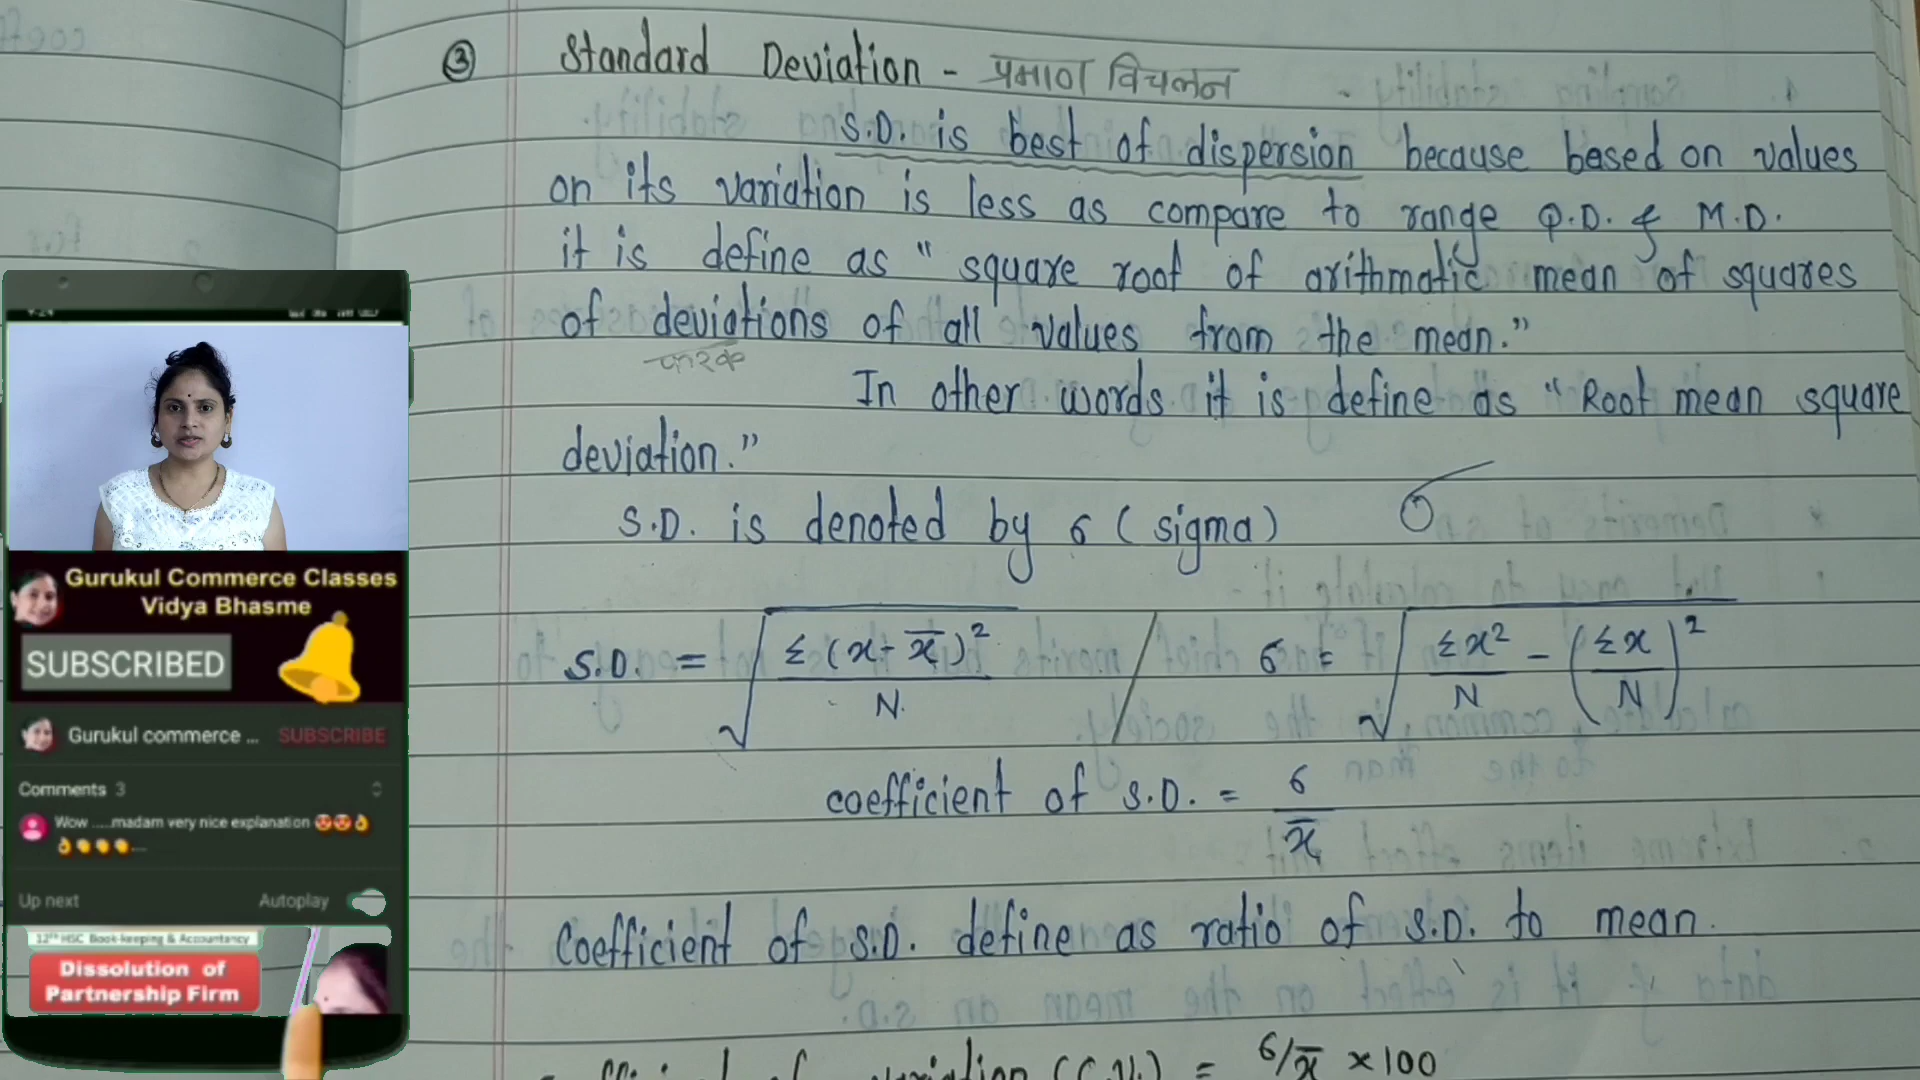 ③ Standard Deviation - प्रमाण विचलन
S.D. is best of dispersion because based on values
on its variation is less as compare to range Q.D. & M.D.
it is define as " square root of arithmatic mean of squares
of deviations of all values from the mean."
फरक
In other words it is define as "Root mean square
deviation."
S.D. is denoted by 6 ( sigma) σ
S.D. = √Σ(x - x̄)² / N / 6 = √Σx² / N - (Σx / N)²
coefficient of S.D. = 6 / x̄
Coefficient of S.D. define as ratio of S.D. to mean.
= 6/x̄ × 100
Gurukul Commerce Classes
Vidya Bhasme
SUBSCRIBED
Gurukul commerce ... SUBSCRIBE
Comments 3
Wow .....madam very nice explanation 😍😍👌
👌👏👏👏....
Up next Autoplay
12th HSC Book-keeping & Accountancy
Dissolution of
Partnership Firm